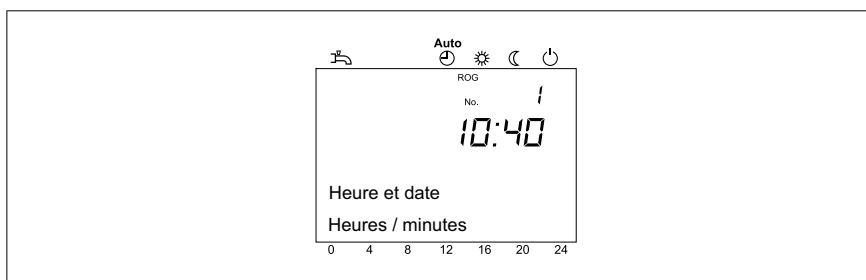 Auto
ROG
No. 1
10:40
Heure et date
Heures / minutes
0 4 8 12 16 20 24